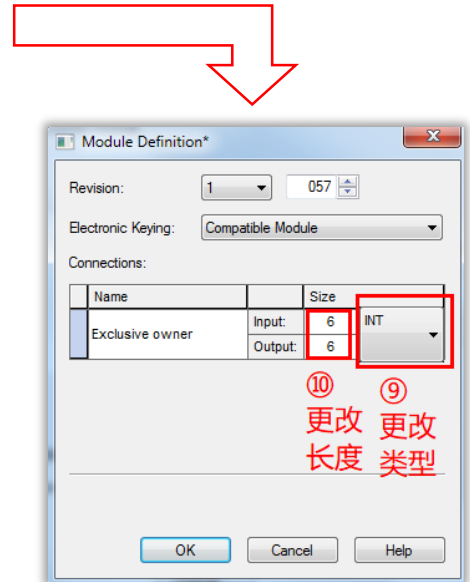 Module Definition*
Revision: 1 057
Electronic Keying: Compatible Module
Connections:
Name Size
Exclusive owner
Input: 6 INT
Output: 6
⑩ ⑨
更改 更改
长度 类型
OK Cancel Help